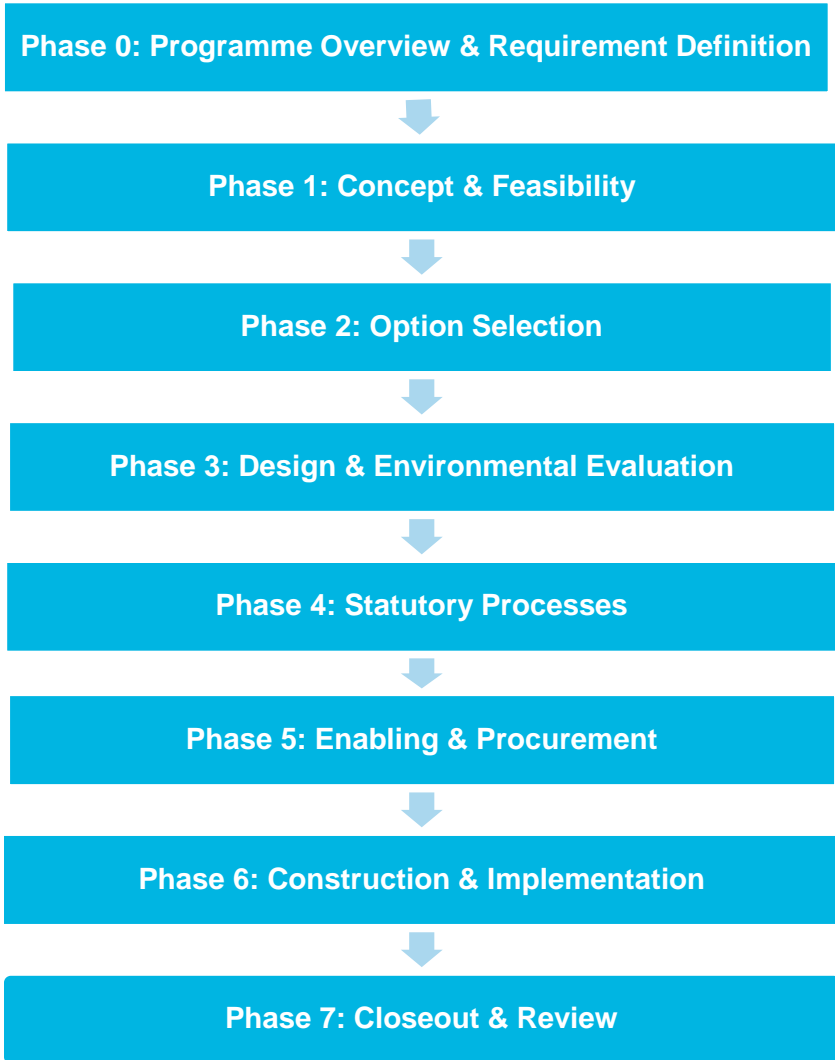 Phase 0: Programme Overview & Requirement Definition
Phase 1: Concept & Feasibility
Phase 2: Option Selection
Phase 3: Design & Environmental Evaluation
Phase 4: Statutory Processes
Phase 5: Enabling & Procurement
Phase 6: Construction & Implementation
Phase 7: Closeout & Review